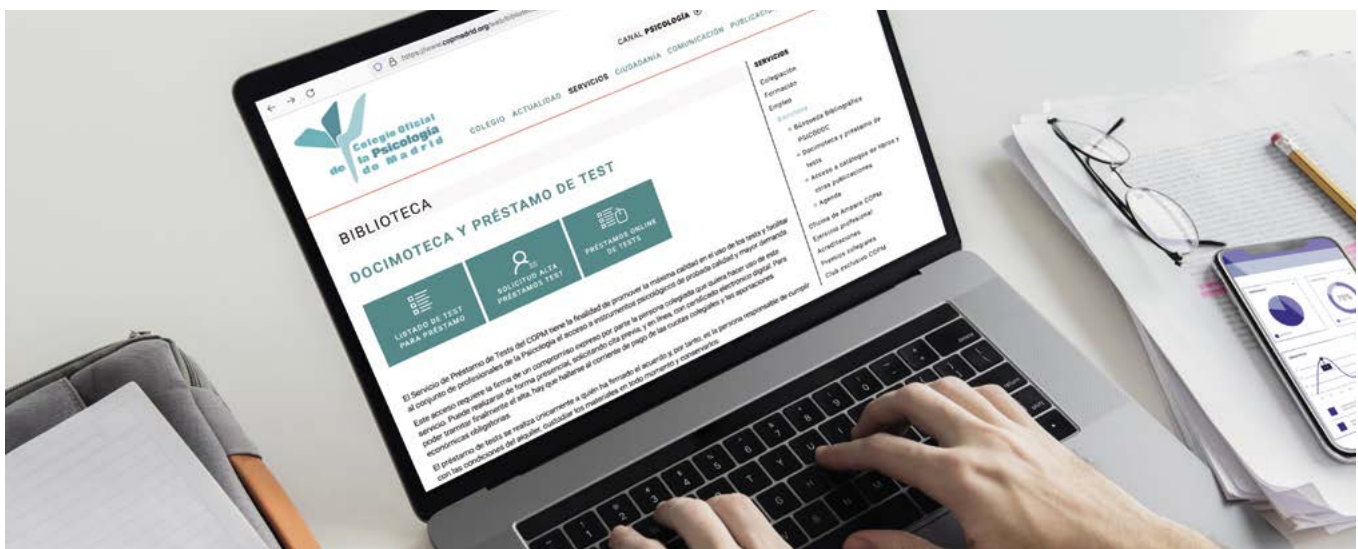 https://www.copmadrid.org/web/biblioteca
Colegio Oficial
de la Psicología
de Madrid
CANAL PSICOLOGÍA
COLEGIO ACTUALIDAD SERVICIOS CIUDADANÍA COMUNICACIÓN PUBLICACIONES
BIBLIOTECA
DOCIMOTECA Y PRÉSTAMO DE TEST
LISTADO DE TEST
PARA PRÉSTAMO
SOLICITUD ALTA
PRÉSTAMOS TEST
PRÉSTAMOS ONLINE
DE TESTS
El Servicio de Préstamo de Tests del COPM tiene la finalidad de promover la máxima calidad en el uso de los tests y facilitar
al conjunto de profesionales de la Psicología el acceso a instrumentos psicológicos de probada calidad y mayor demanda.
Este acceso requiere la firma de un compromiso expreso por parte la persona colegiada que quiera hacer uso de este
servicio. Puede realizarse de forma presencial, solicitando cita previa, y en línea, con certificado electrónico digital. Para
poder tramitar finalmente el alta, hay que hallarse al corriente de pago de las cuotas colegiales y las aportaciones
económicas obligatorias.
El préstamo de tests se realiza únicamente a quién ha firmado el acuerdo y, por tanto, es la persona responsable de cumplir
con las condiciones del alquiler, custodiar los materiales en todo momento y conservarlos.
SERVICIOS
Colegiación
Formación
Empleo
Biblioteca
Búsqueda Bibliográfica
PSICODOC
Docimoteca y préstamo de
tests
Acceso a catálogos de libros y
otras publicaciones
Agenda
Oficina de Ampara COPM
Ejercicio profesional
Acreditaciones
Premios colegiales
Club exclusivo COPM